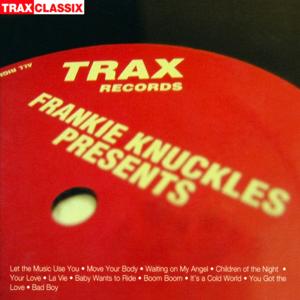 TRAXCLASSIX
TRAX
RECORDS
FRANKIE KNUCKLES
PRESENTS
Let the Music Use You • Move Your Body • Waiting on My Angel • Children of the Night •
Your Love • La Vie • Baby Wants to Ride • Boom Boom • It's a Cold World • You Got the
Love • Bad Boy